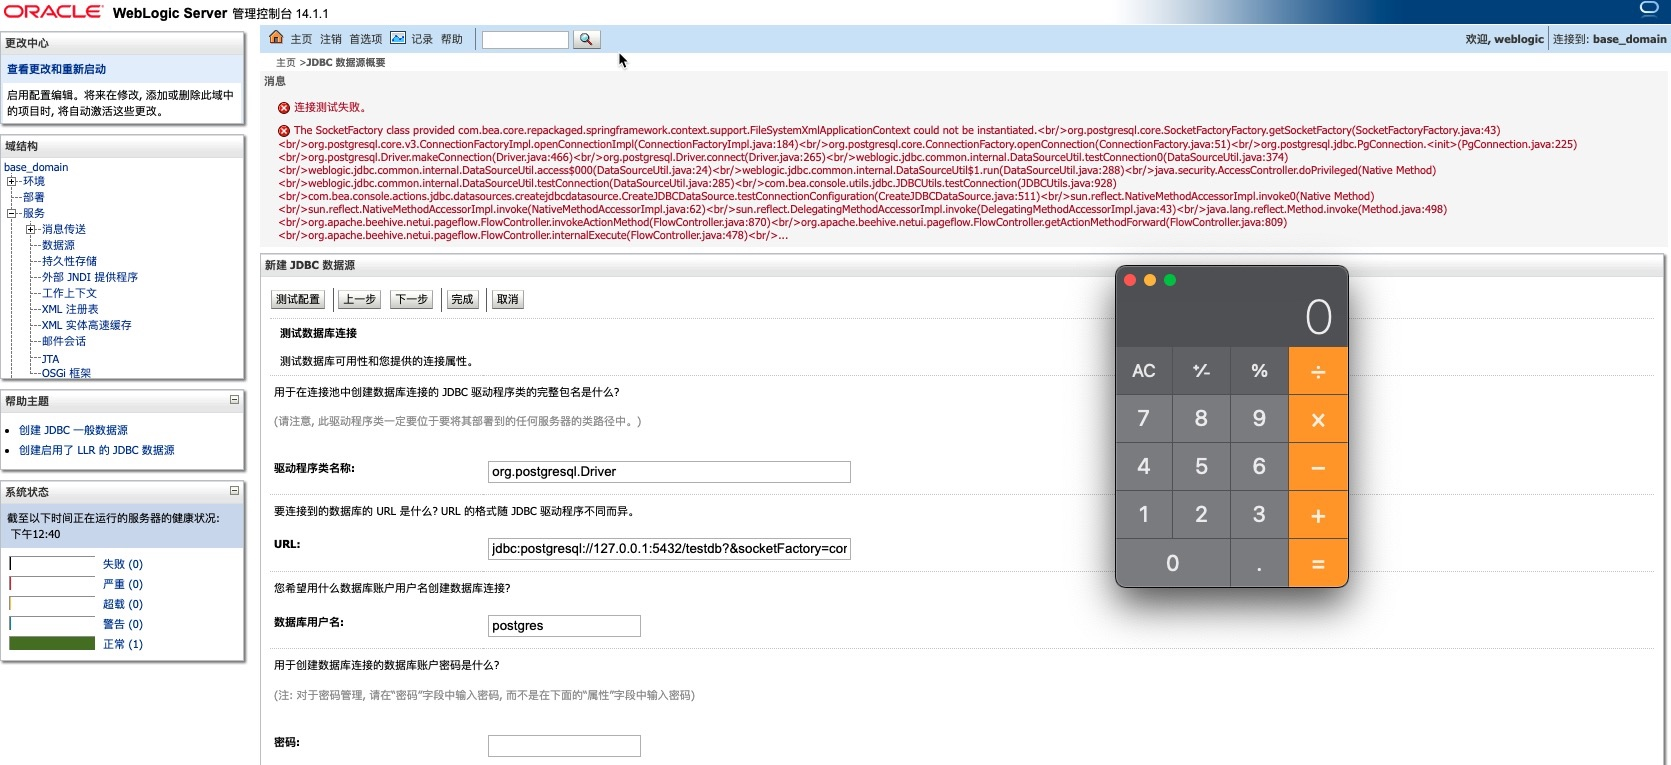 ORACLE WebLogic Server 管理控制台 14.1.1
更改中心
查看更改和重新启动
启用配置编辑。将来在修改, 添加或删除此域中
的项目时, 将自动激活这些更改。
域结构
base_domain
环境
部署
服务
消息传送
数据源
持久性存储
外部 JNDI 提供程序
工作上下文
XML 注册表
XML 实体高速缓存
邮件会话
JTA
OSGi 框架
帮助主题
创建 JDBC 一般数据源
创建启用了 LLR 的 JDBC 数据源
系统状态
截至以下时间正在运行的服务器的健康状况:
下午12:40
失败 (0)
严重 (0)
超载 (0)
警告 (0)
正常 (1)
主页 注销 首选项 记录 帮助
欢迎, weblogic 连接到: base_domain
主页 >JDBC 数据源概要
消息
连接测试失败。
The SocketFactory class provided com.bea.core.repackaged.springframework.context.support.FileSystemXmlApplicationContext could not be instantiated.<br/>org.postgresql.core.SocketFactoryFactory.getSocketFactory(SocketFactoryFactory.java:43)
<br/>org.postgresql.core.v3.ConnectionFactoryImpl.openConnectionImpl(ConnectionFactoryImpl.java:184)<br/>org.postgresql.core.ConnectionFactory.openConnection(ConnectionFactory.java:51)<br/>org.postgresql.jdbc.PgConnection.<init>(PgConnection.java:225)
<br/>org.postgresql.Driver.makeConnection(Driver.java:466)<br/>org.postgresql.Driver.connect(Driver.java:265)<br/>weblogic.jdbc.common.internal.DataSourceUtil.testConnection0(DataSourceUtil.java:374)
<br/>weblogic.jdbc.common.internal.DataSourceUtil.access$000(DataSourceUtil.java:24)<br/>weblogic.jdbc.common.internal.DataSourceUtil$1.run(DataSourceUtil.java:288)<br/>java.security.AccessController.doPrivileged(Native Method)
<br/>weblogic.jdbc.common.internal.DataSourceUtil.testConnection(DataSourceUtil.java:285)<br/>com.bea.console.utils.jdbc.JDBCUtils.testConnection(JDBCUtils.java:928)
<br/>com.bea.console.actions.jdbc.datasources.createjdbcdatasource.CreateJDBCDataSource.testConnectionConfiguration(CreateJDBCDataSource.java:511)<br/>sun.reflect.NativeMethodAccessorImpl.invoke0(Native Method)
<br/>sun.reflect.NativeMethodAccessorImpl.invoke(NativeMethodAccessorImpl.java:62)<br/>sun.reflect.DelegatingMethodAccessorImpl.invoke(DelegatingMethodAccessorImpl.java:43)<br/>java.lang.reflect.Method.invoke(Method.java:498)
<br/>org.apache.beehive.netui.pageflow.FlowController.invokeActionMethod(FlowController.java:870)<br/>org.apache.beehive.netui.pageflow.FlowController.getActionMethodForward(FlowController.java:809)
<br/>org.apache.beehive.netui.pageflow.FlowController.internalExecute(FlowController.java:478)<br/>...
新建 JDBC 数据源
测试配置 上一步 下一步 完成 取消
测试数据库连接
测试数据库可用性和您提供的连接属性。
用于在连接池中创建数据库连接的 JDBC 驱动程序类的完整包名是什么?
(请注意, 此驱动程序类一定要位于要将其部署到的任何服务器的类路径中。)
驱动程序类名称: org.postgresql.Driver
要连接到的数据库的 URL 是什么? URL 的格式随 JDBC 驱动程序不同而异。
URL: jdbc:postgresql://127.0.0.1:5432/testdb?&socketFactory=cor
您希望用什么数据库账户用户名创建数据库连接?
数据库用户名: postgres
用于创建数据库连接的数据库账户密码是什么?
(注: 对于密码管理, 请在“密码”字段中输入密码, 而不是在下面的“属性”字段中输入密码)
密码:
0
AC +/- % ÷
7 8 9 x
4 5 6 −
1 2 3 +
0 . =